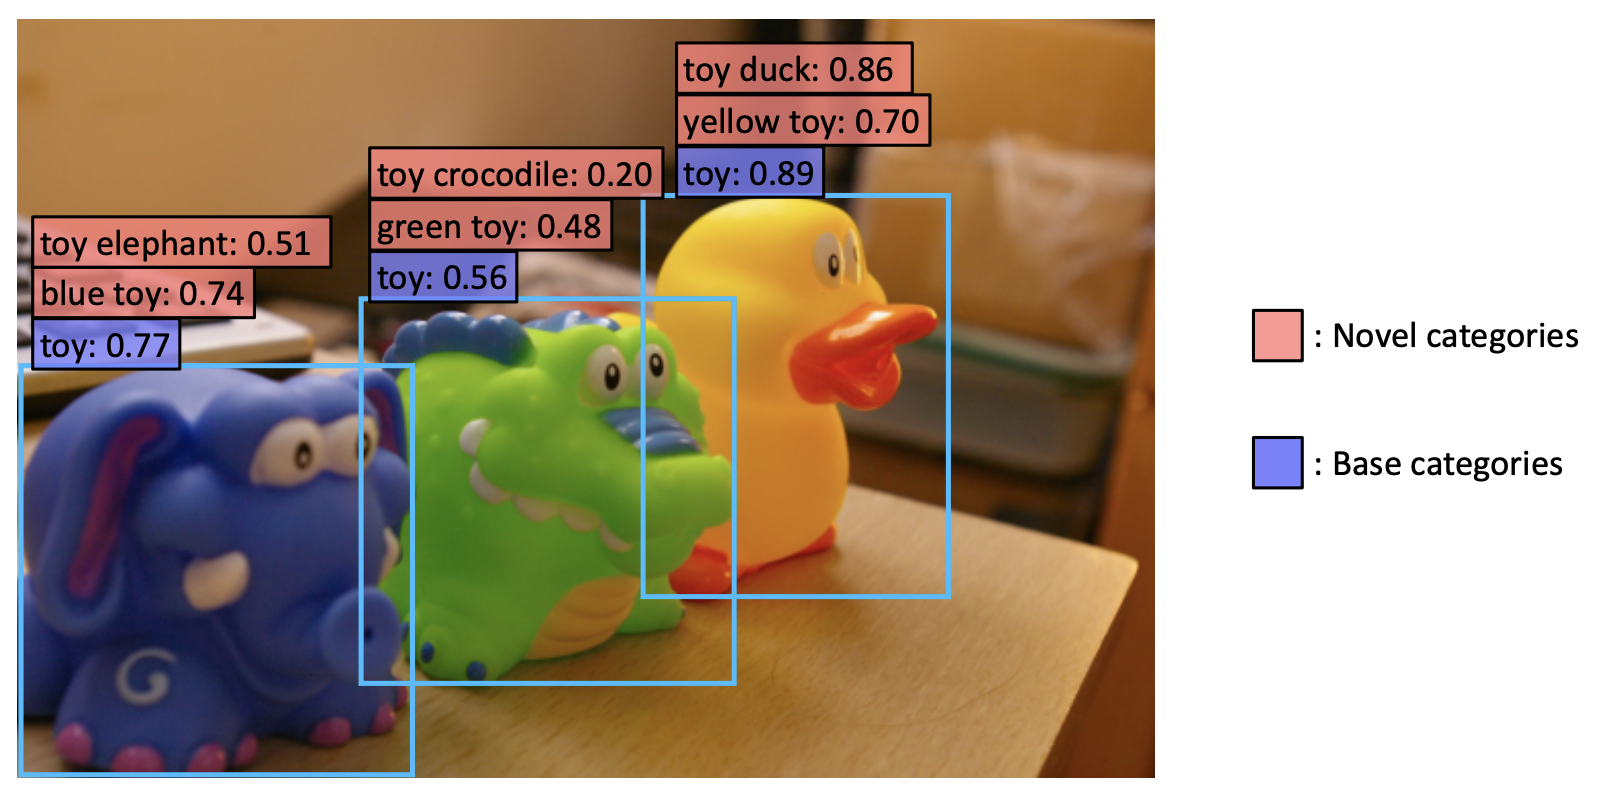 toy duck: 0.86
yellow toy: 0.70
toy: 0.89
toy crocodile: 0.20
green toy: 0.48
toy: 0.56
toy elephant: 0.51
blue toy: 0.74
toy: 0.77
: Novel categories
: Base categories